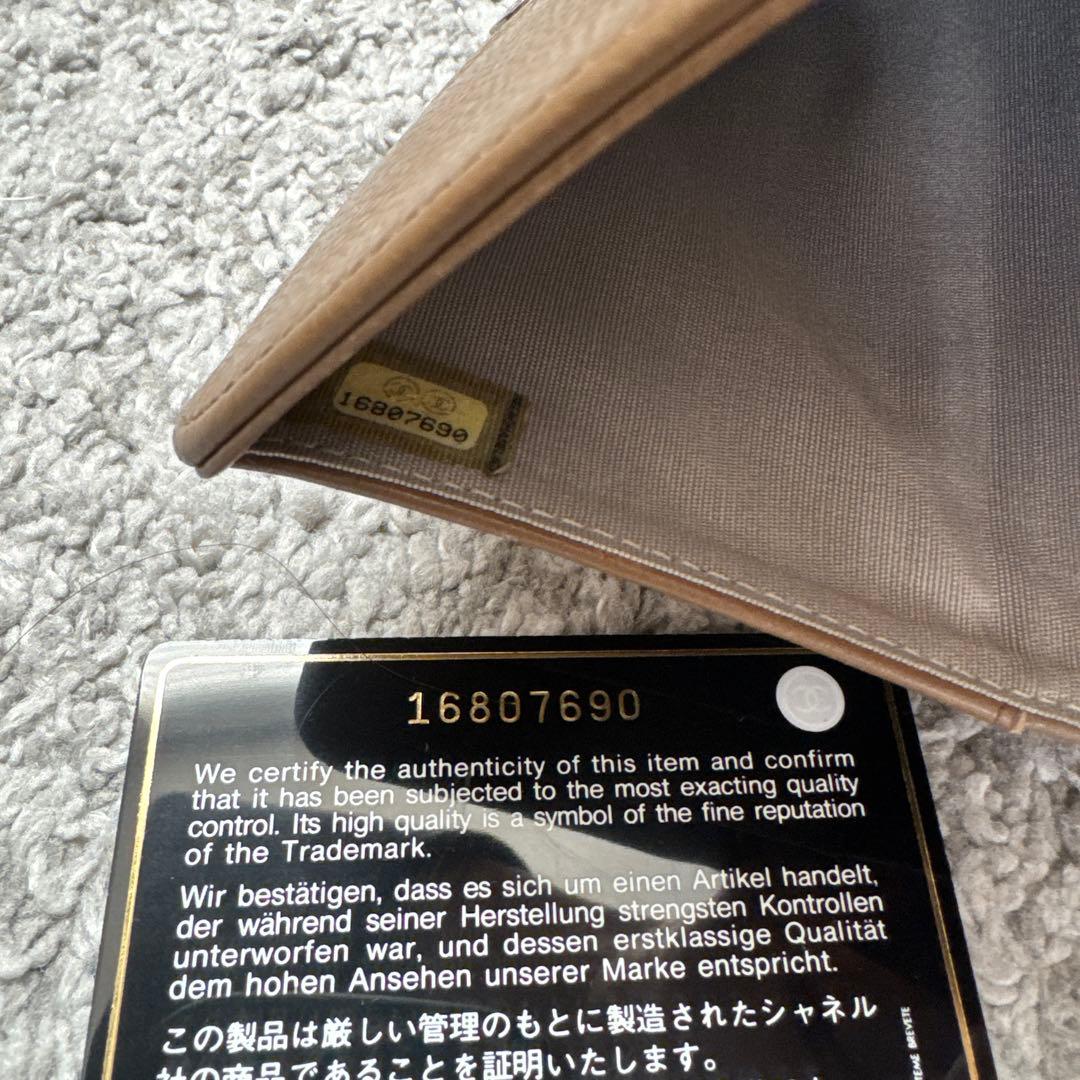 16807690
16807690
We certify the authenticity of this item and confirm
that it has been subjected to the most exacting quality
control. Its high quality is a symbol of the fine reputation
of the Trademark.
Wir bestätigen, dass es sich um einen Artikel handelt,
der während seiner Herstellung strengsten Kontrollen
unterworfen war, und dessen erstklassige Qualität
dem hohen Ansehen unserer Marke entspricht.
この製品は厳しい管理のもとに製造されたシャネル
社の商品であることを証明いたします。
BREVETE